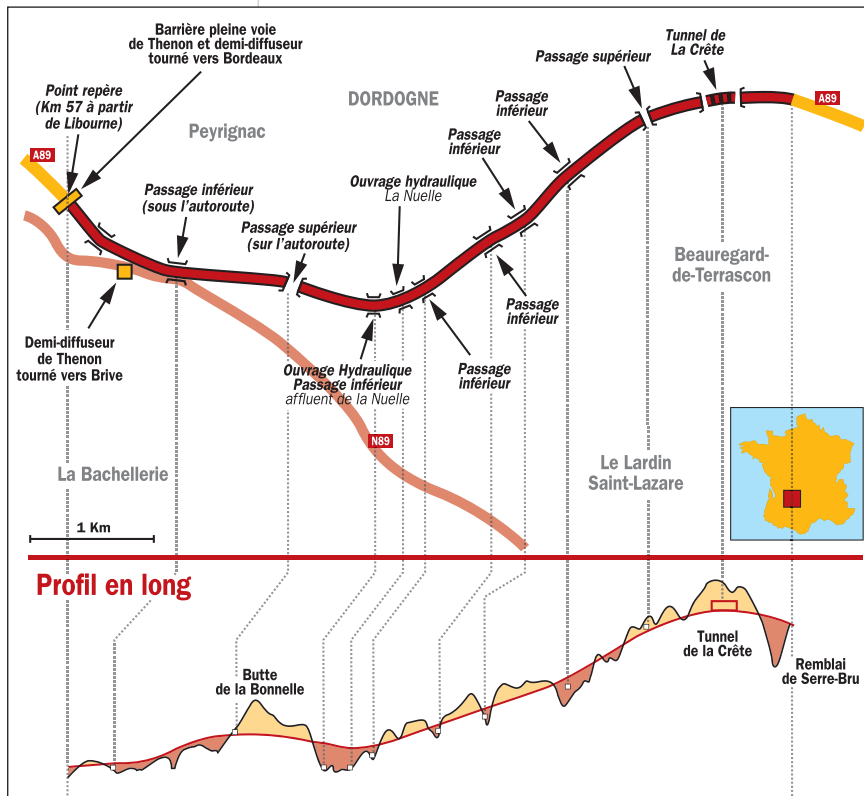 Barrière pleine voie
de Thenon et demi-diffuseur
tourné vers Bordeaux
Point repère
(Km 57 à partir
de Libourne)
A89
Peyrignac
DORDOGNE
Passage inférieur
(sous l'autoroute)
Passage supérieur
(sur l'autoroute)
Ouvrage hydraulique
La Nuelle
Passage
inférieur
Passage
inférieur
Passage supérieur
Tunnel de
La Crête
A89
Beauregard-
de-Terrascon
Passage
inférieur
Passage
inférieur
Demi-diffuseur
de Thenon
tourné vers Brive
Ouvrage Hydraulique
Passage inférieur
affluent de la Nuelle
N89
La Bachellerie
Le Lardin
Saint-Lazare
1 Km
Profil en long
Butte
de la Bonnelle
Tunnel
de la Crête
Remblai
de Serre-Bru